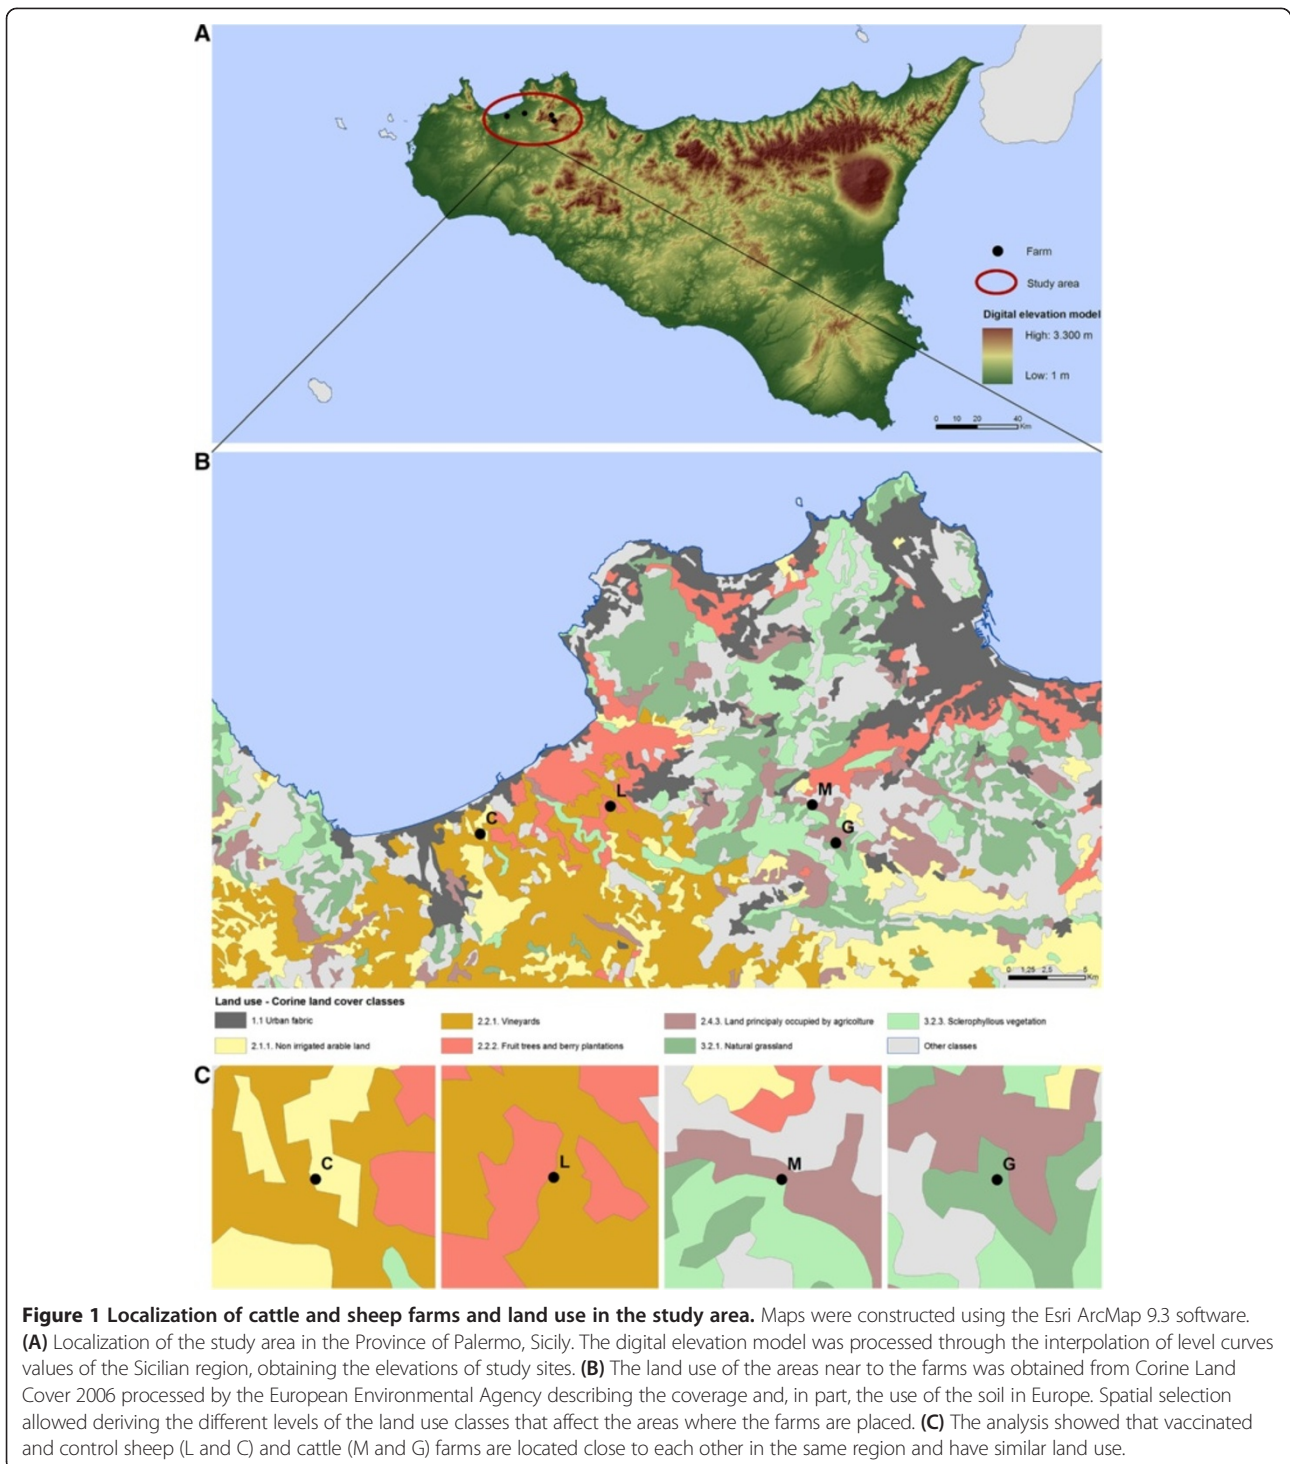 A
Farm
Study area
Digital elevation model
High: 3.300 m
Low: 1 m
0 10 20 40
Km
B
L
M
C
G
0 1,25 2,5 5
Km
Land use - Corine land cover classes
1.1 Urban fabric
2.2.1. Vineyards
2.4.3. Land principaly occupied by agricolture
3.2.3. Sclerophyllous vegetation
2.1.1. Non irrigated arable land
2.2.2. Fruit trees and berry plantations
3.2.1. Natural grassland
Other classes
C
C
L
M
G
Figure 1 Localization of cattle and sheep farms and land use in the study area. Maps were constructed using the Esri ArcMap 9.3 software.
(A) Localization of the study area in the Province of Palermo, Sicily. The digital elevation model was processed through the interpolation of level curves
values of the Sicilian region, obtaining the elevations of study sites. (B) The land use of the areas near to the farms was obtained from Corine Land
Cover 2006 processed by the European Environmental Agency describing the coverage and, in part, the use of the soil in Europe. Spatial selection
allowed deriving the different levels of the land use classes that affect the areas where the farms are placed. (C) The analysis showed that vaccinated
and control sheep (L and C) and cattle (M and G) farms are located close to each other in the same region and have similar land use.